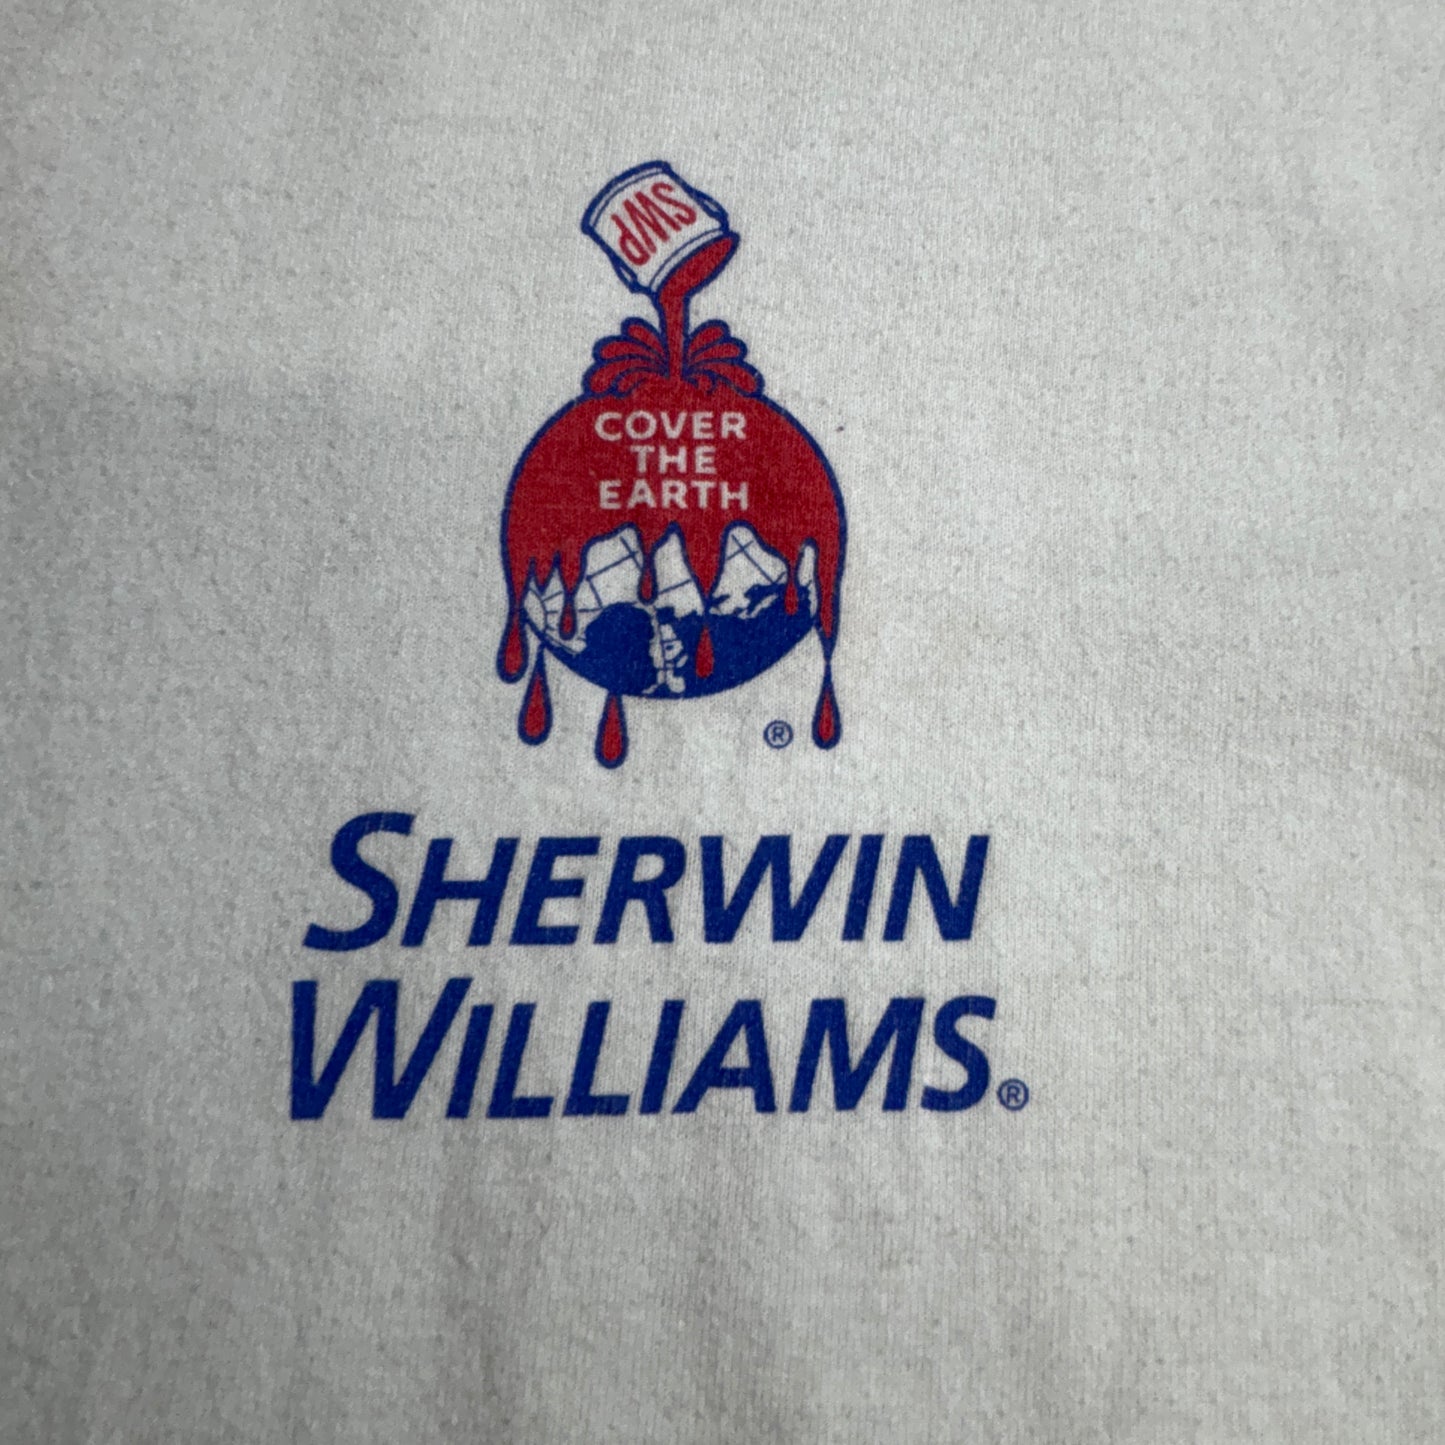 SWP
COVER
THE
EARTH
®
SHERWIN
WILLIAMS®